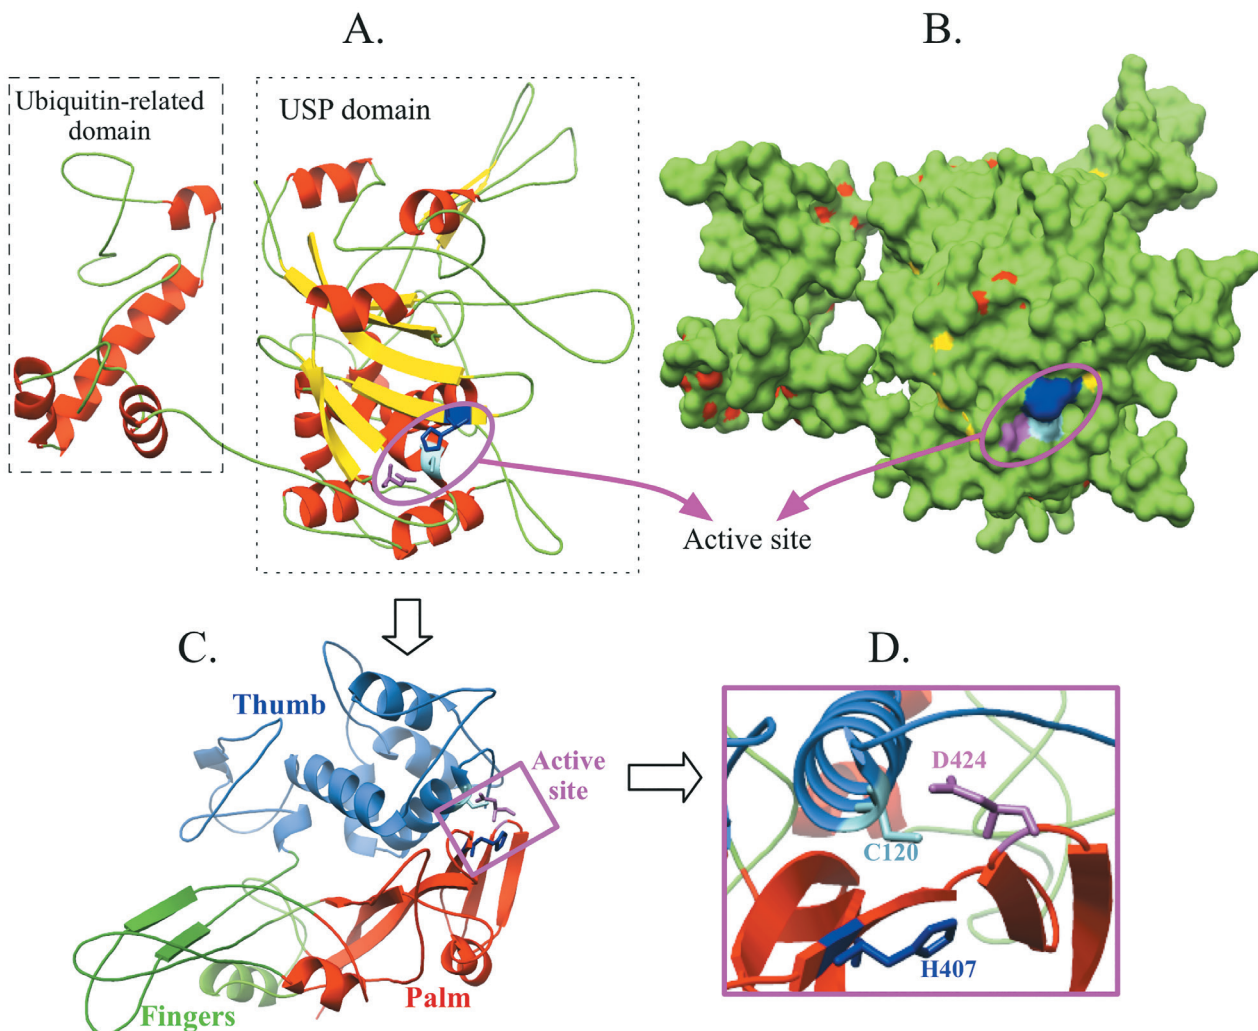 A.
B.
Ubiquitin-related
domain
USP domain
Active site
C.
D.
Thumb
Active
site
D424
C120
H407
Palm
Fingers